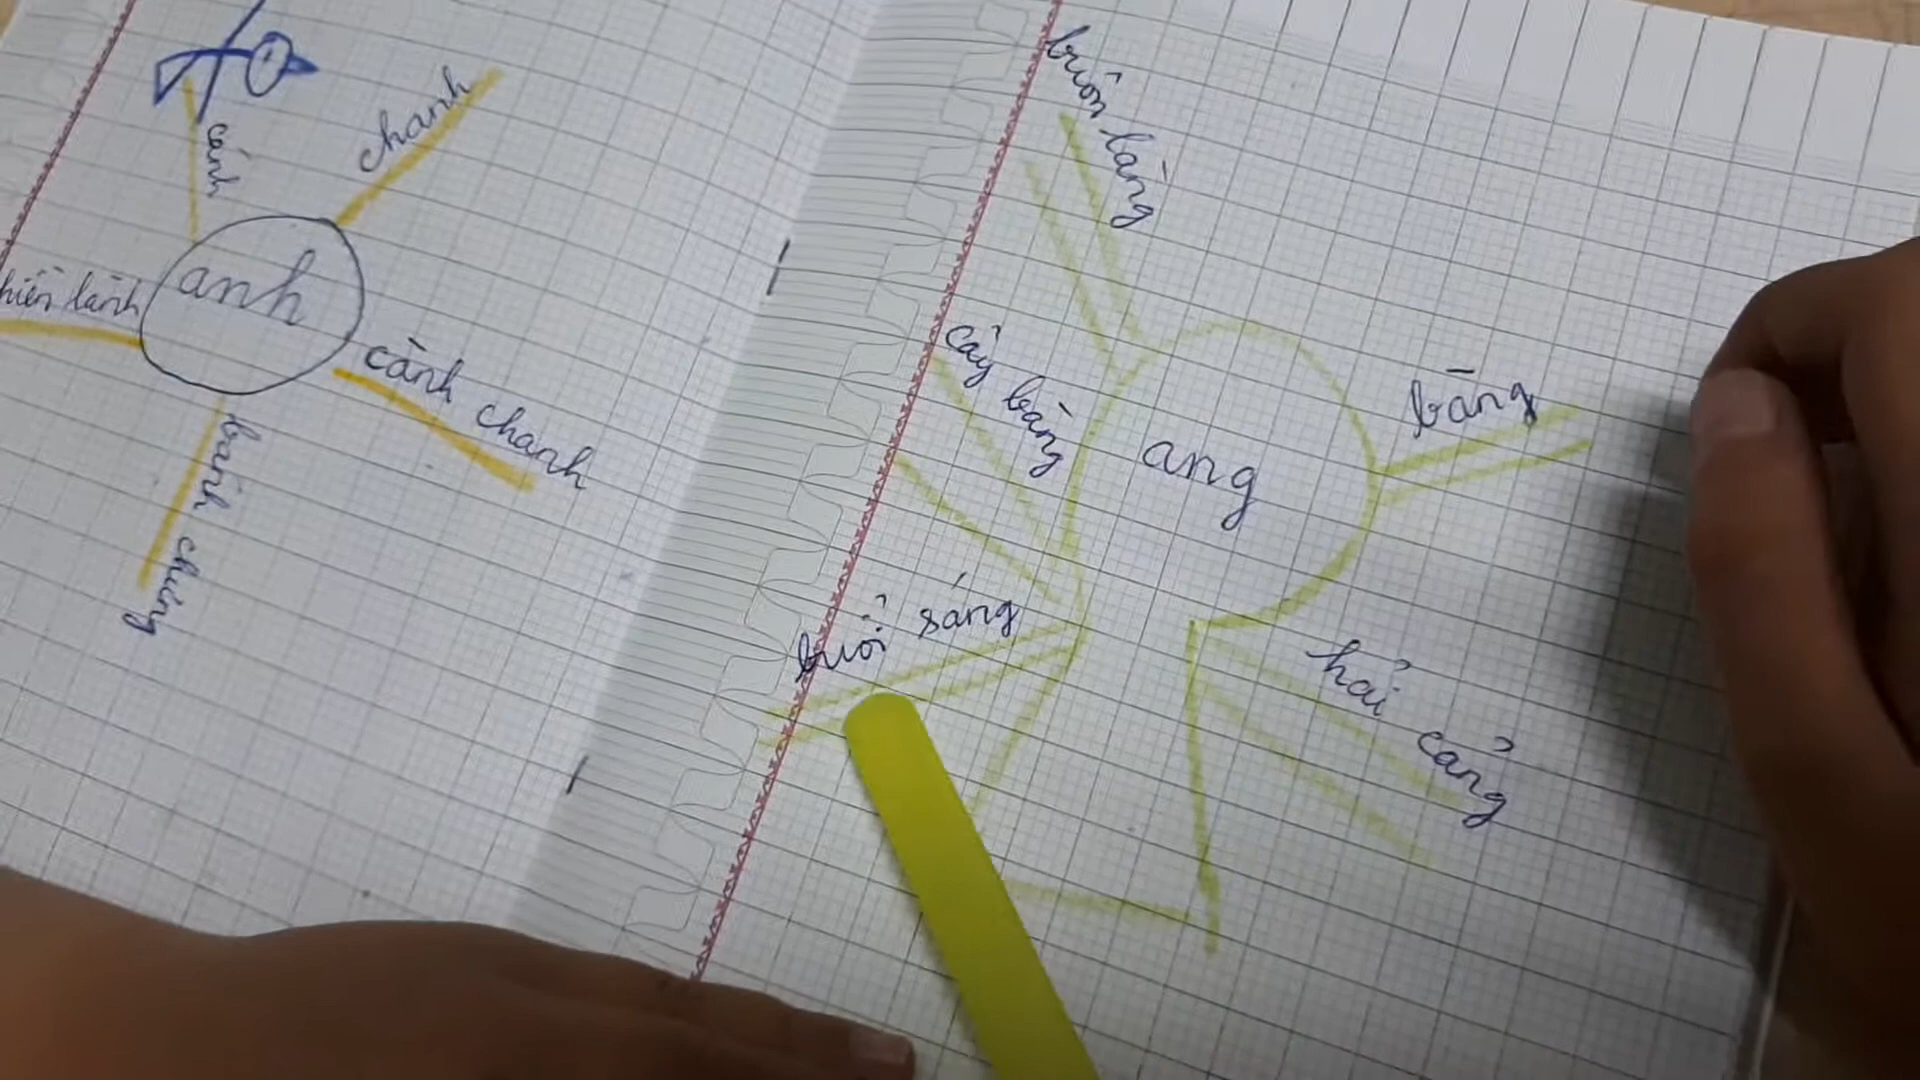 chanh
cánh
anh
hiền lành
cành chanh
bánh chưng
buôn làng
cây bàng
ang
bảng
buổi sáng
hải cảng